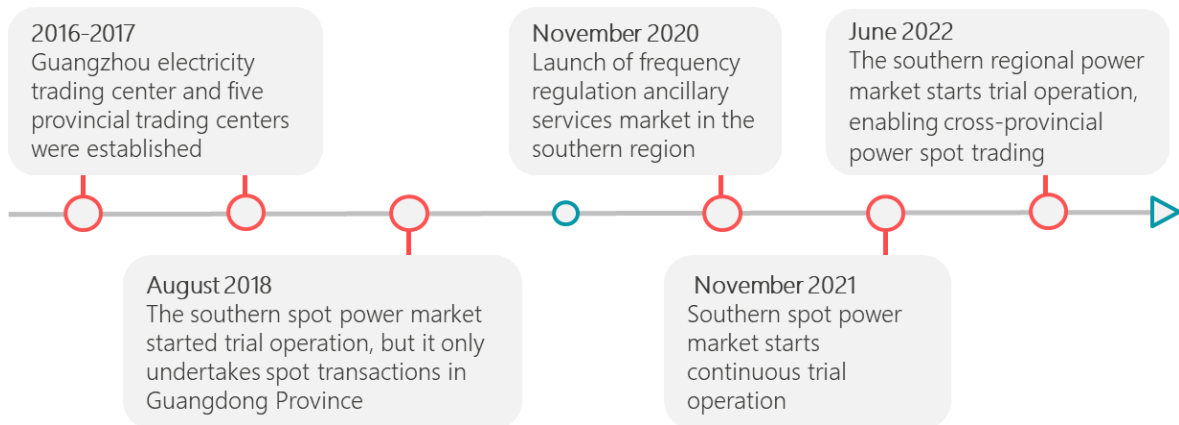 2016-2017
Guangzhou electricity
trading center and five
provincial trading centers
were established
August 2018
The southern spot power market
started trial operation, but it only
undertakes spot transactions in
Guangdong Province
November 2020
Launch of frequency
regulation ancillary
services market in the
southern region
November 2021
Southern spot power
market starts
continuous trial
operation
June 2022
The southern regional power
market starts trial operation,
enabling cross-provincial
power spot trading